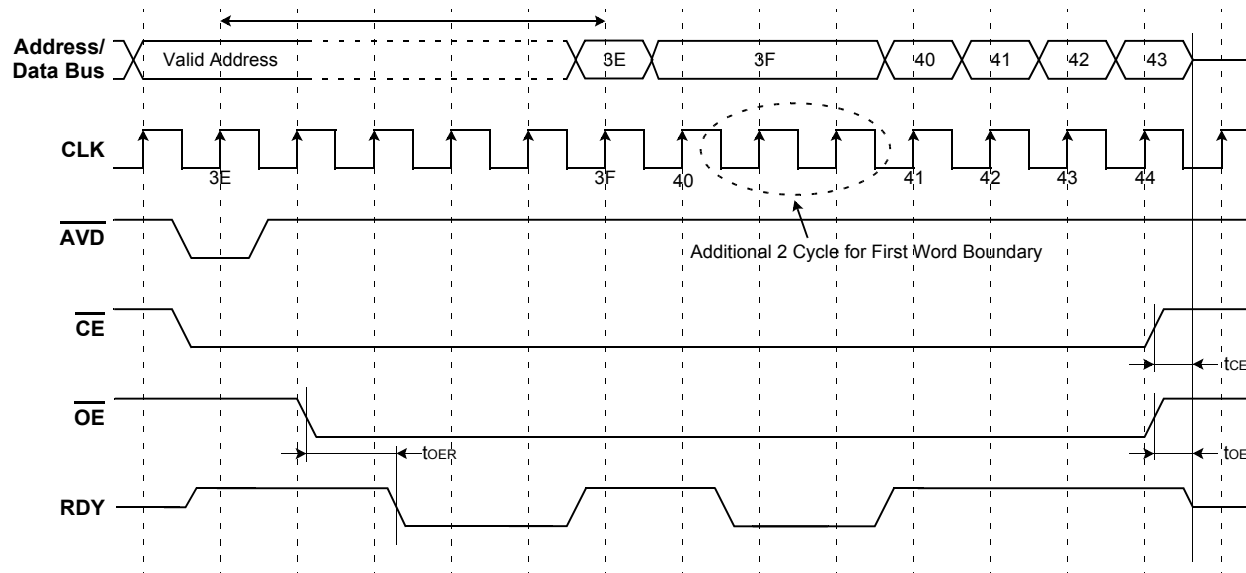 Address/
Data Bus
Valid Address
3E
3F
40
41
42
43
CLK
3E
3F
40
41
42
43
44
AVD
Additional 2 Cycle for First Word Boundary
CE
tCE
OE
tOER
tOE
RDY